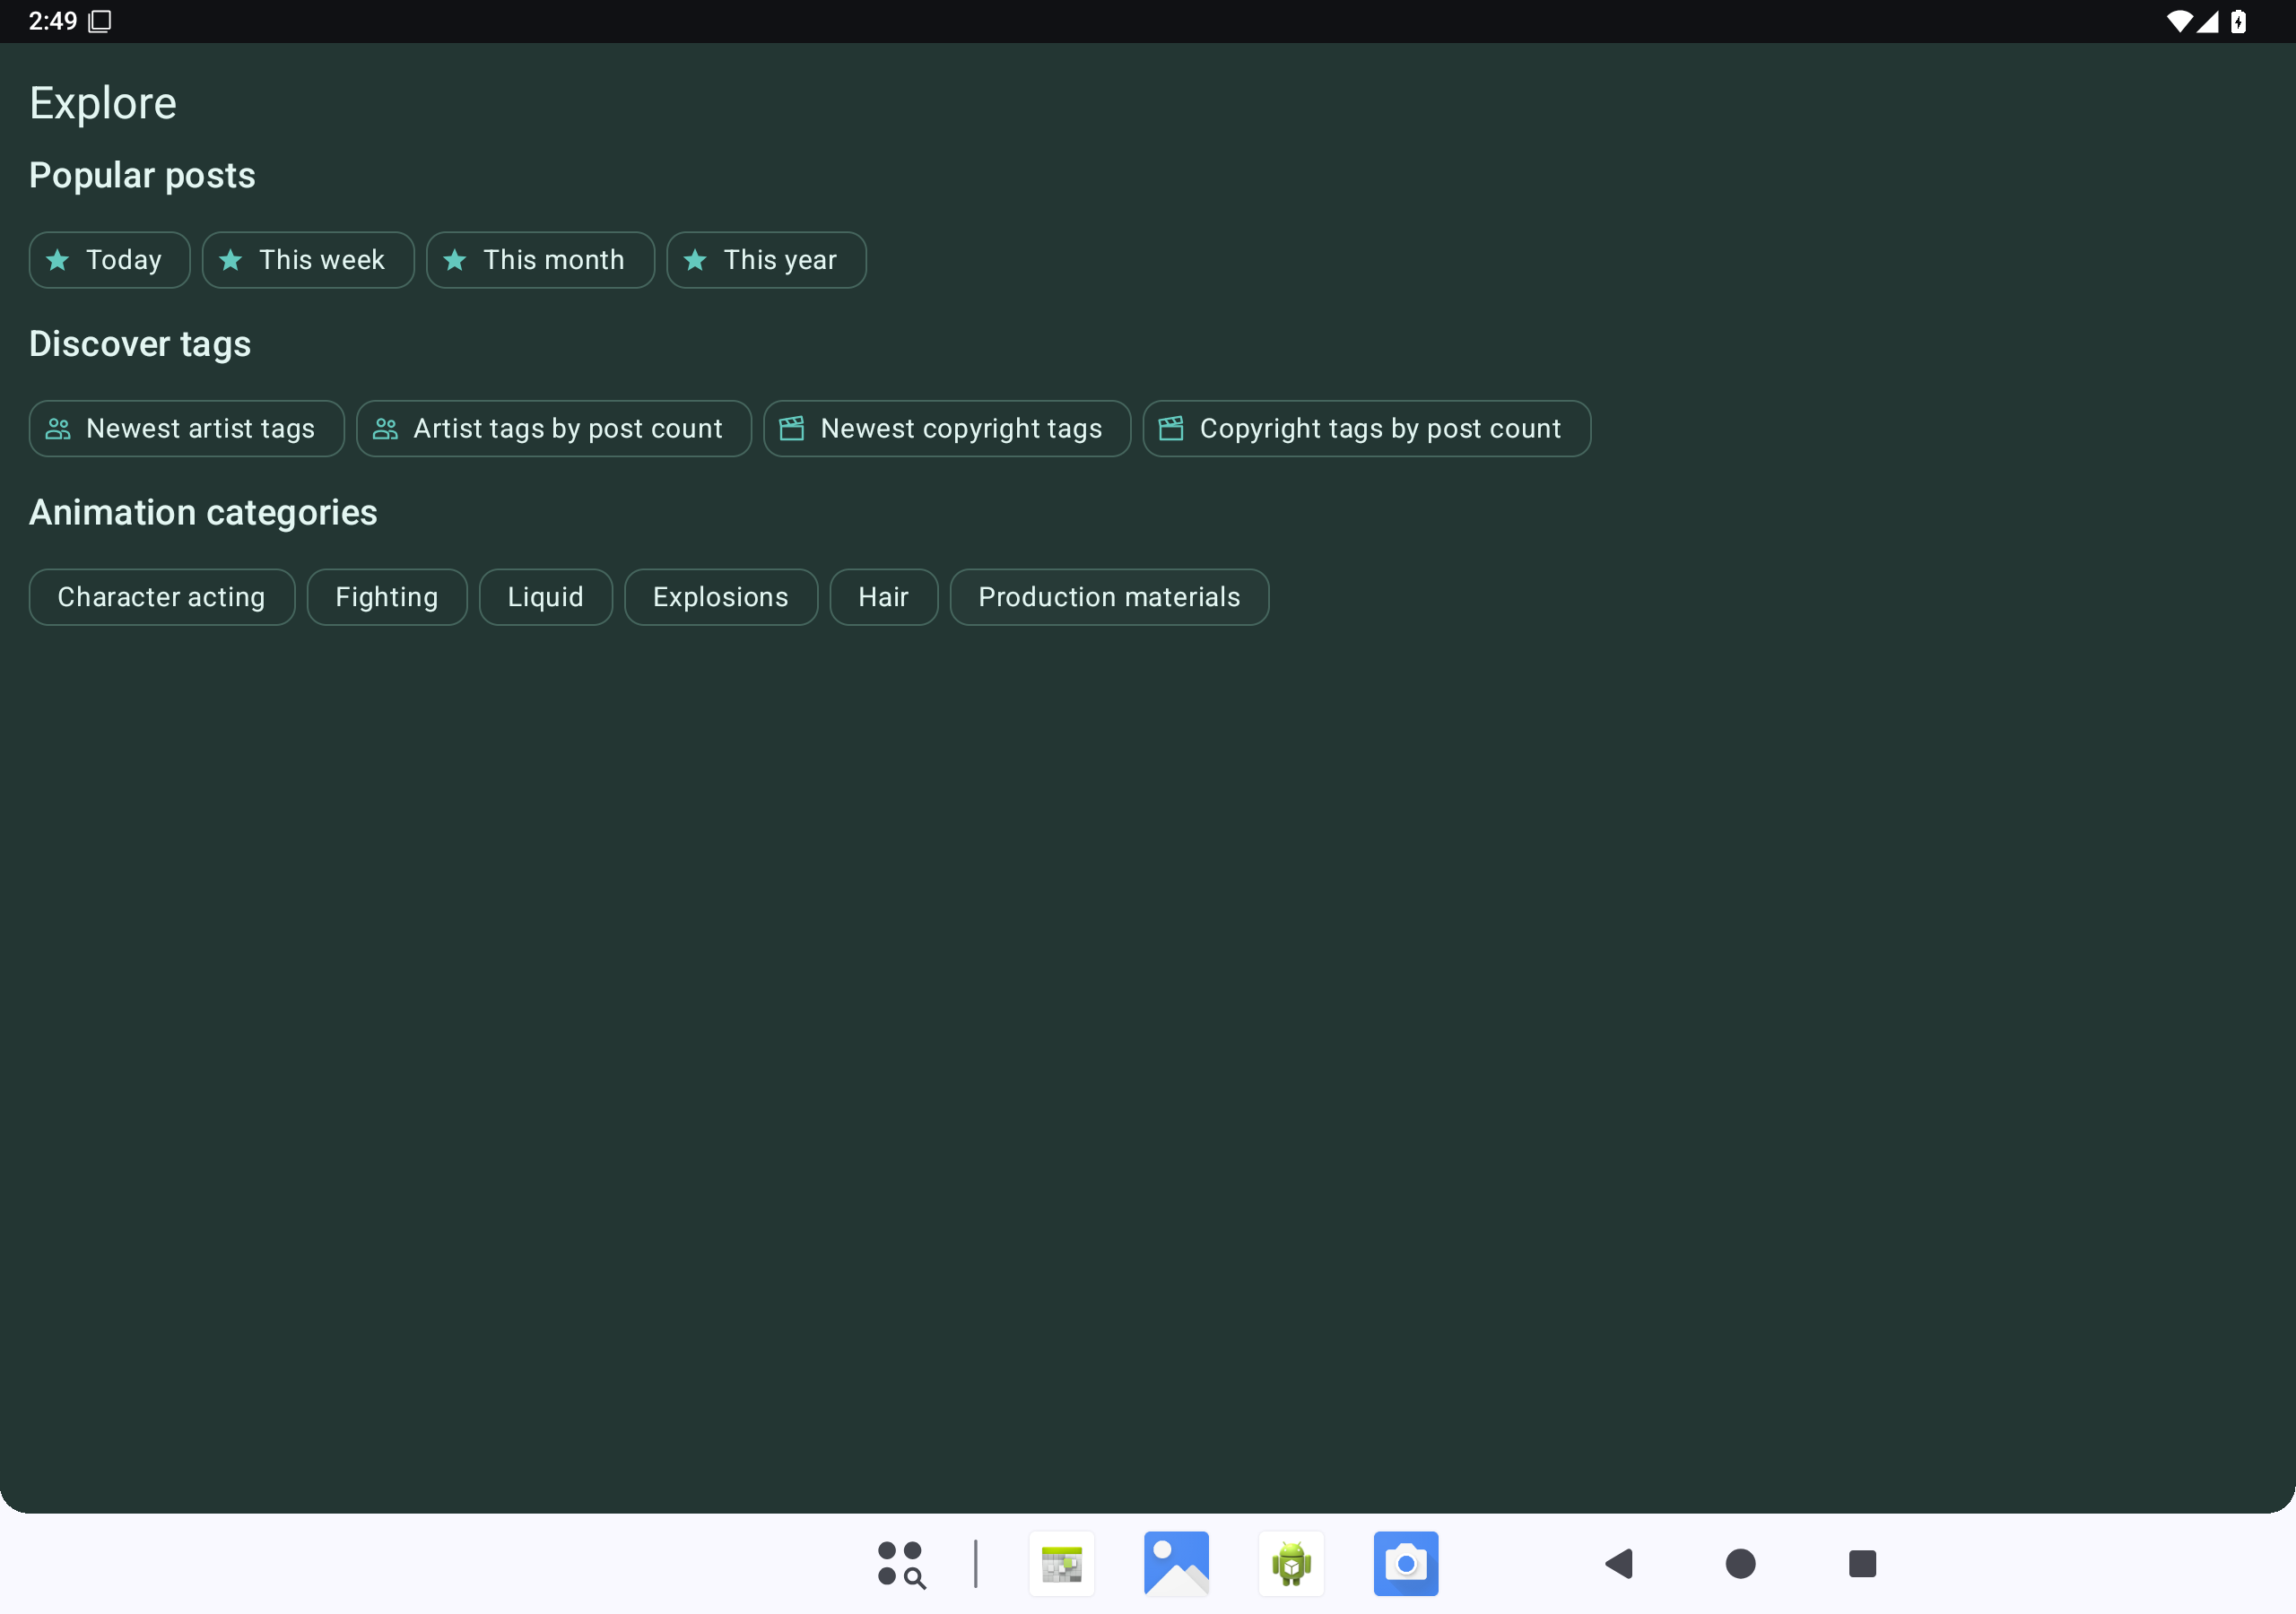 2:49
Explore
Popular posts
Today This week This month This year
Discover tags
Newest artist tags Artist tags by post count Newest copyright tags Copyright tags by post count
Animation categories
Character acting Fighting Liquid Explosions Hair Production materials